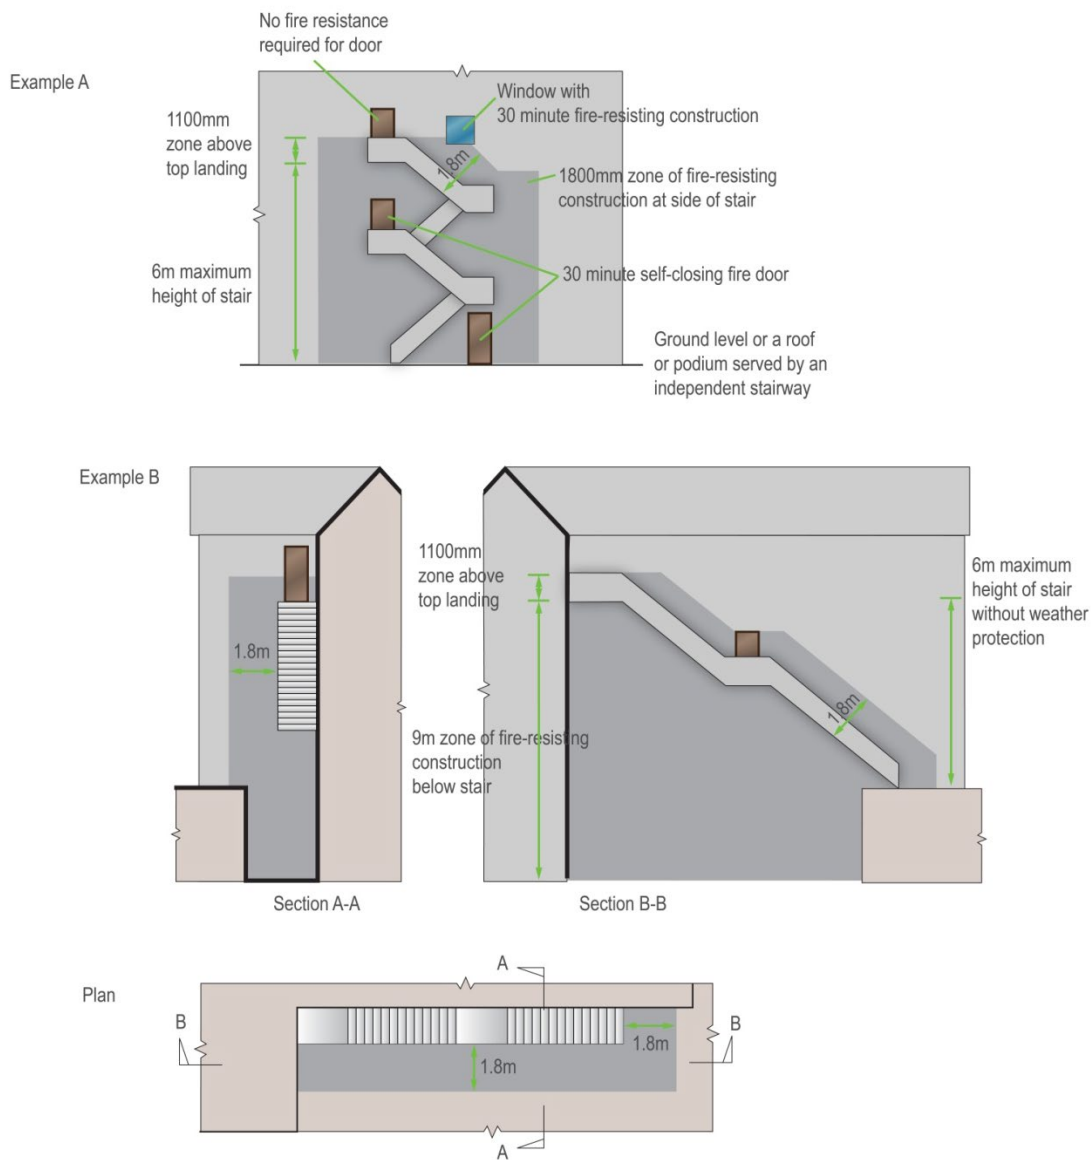 No fire resistance
required for door
Example A
Window with
30 minute fire-resisting construction
1100mm
zone above
top landing
1.8m
1800mm zone of fire-resisting
construction at side of stair
6m maximum
height of stair
30 minute self-closing fire door
Ground level or a roof
or podium served by an
independent stairway
Example B
1100mm
zone above
top landing
6m maximum
height of stair
without weather
protection
1.8m
1.8m
9m zone of fire-resisting
construction
below stair
Section A-A
Section B-B
Plan
A
B
B
1.8m
1.8m
A